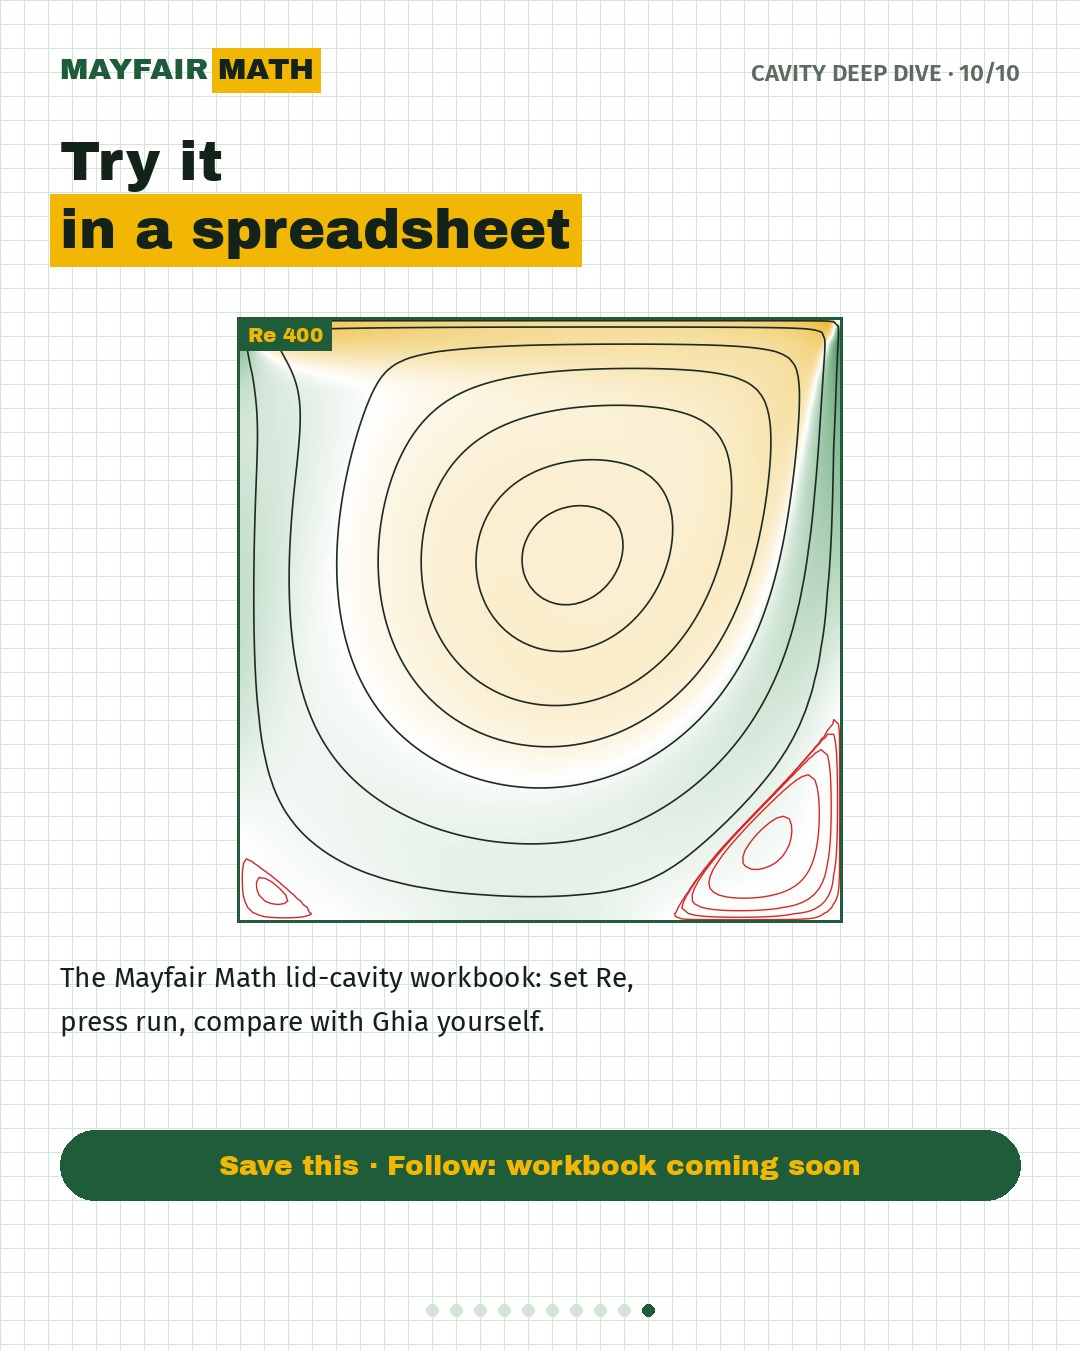 MAYFAIR MATH
CAVITY DEEP DIVE · 10/10
Try it
in a spreadsheet
Re 400
The Mayfair Math lid-cavity workbook: set Re,
press run, compare with Ghia yourself.
Save this · Follow: workbook coming soon